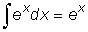 ∫eˣdx = eˣ